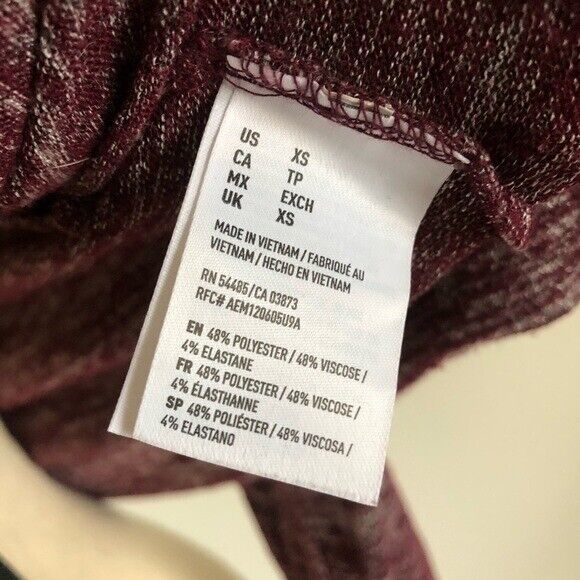 US XS
CA TP
MX EXCH
UK XS
MADE IN VIETNAM / FABRIQUÉ AU
VIETNAM / HECHO EN VIETNAM
RN 54485 / CA 03873
RFC# AEM120605U9A
EN 48% POLYESTER / 48% VISCOSE /
4% ELASTANE
FR 48% POLYESTER / 48% VISCOSE /
4% ÉLASTHANNE
SP 48% POLIÉSTER / 48% VISCOSA /
4% ELASTANO